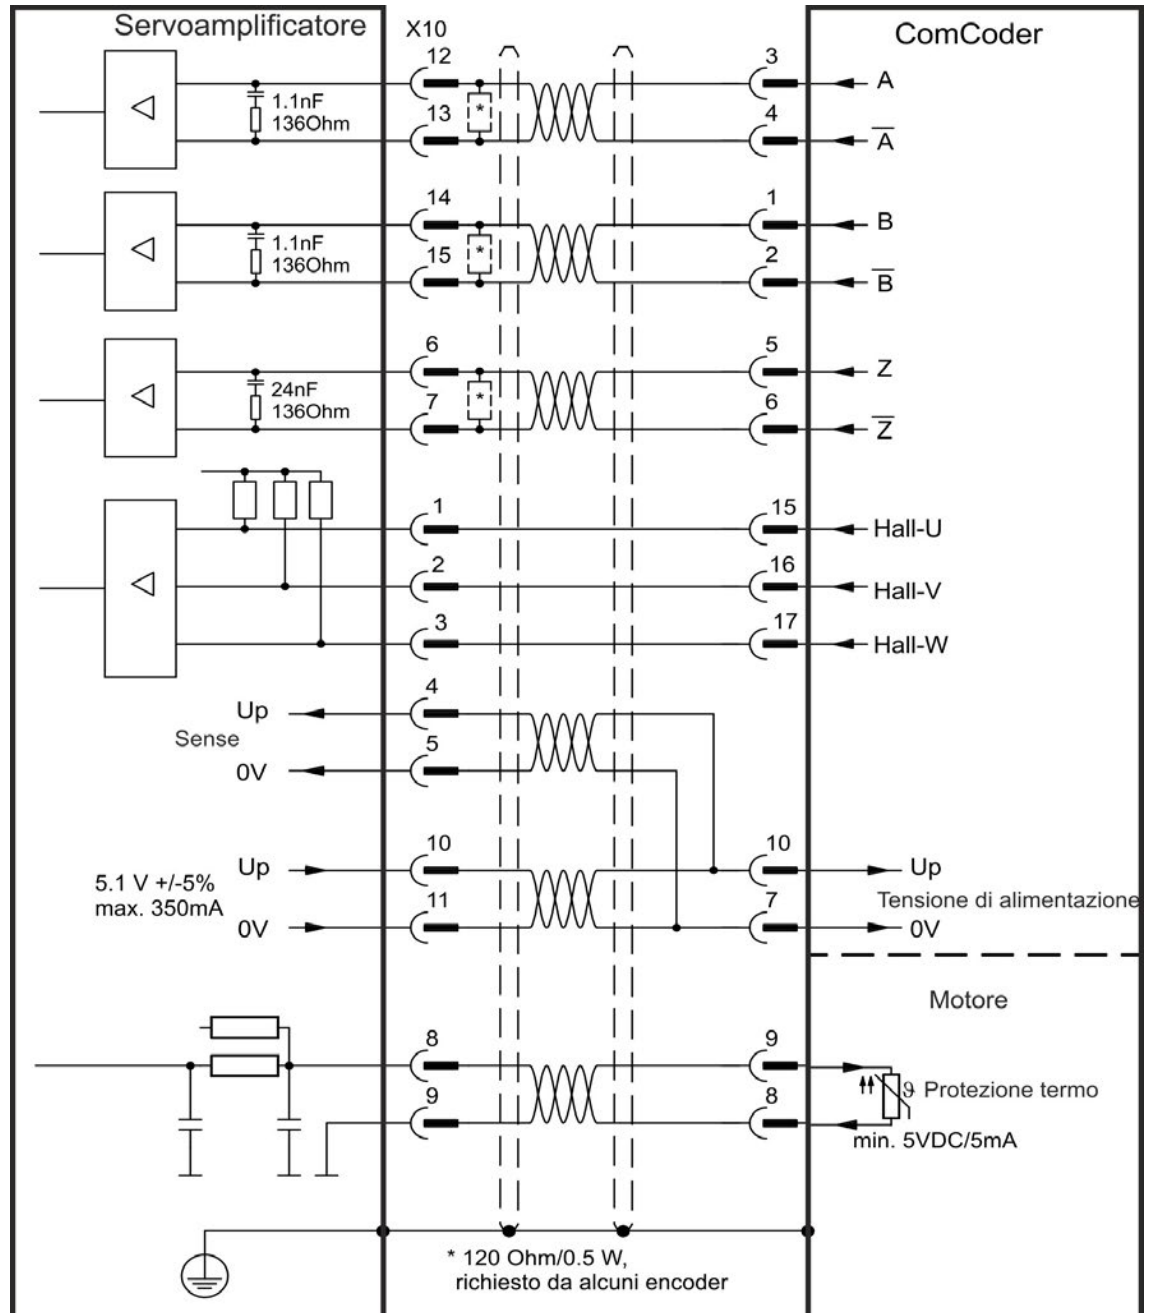 Servoamplificatore
X10
ComCoder
12
3
A
1.1nF
136Ohm
*
13
4
A̅
14
1
B
1.1nF
136Ohm
*
15
2
B̅
6
5
Z
24nF
136Ohm
*
7
6
Z̅
1
15
Hall-U
2
16
Hall-V
3
17
Hall-W
4
Up
Sense
5
0V
10
10
Up
Up
5.1 V +/-5%
max. 350mA
Tensione di alimentazione
11
7
0V
0V
Motore
8
9
ϑ Protezione termo
9
8
min. 5VDC/5mA
* 120 Ohm/0.5 W,
richiesto da alcuni encoder